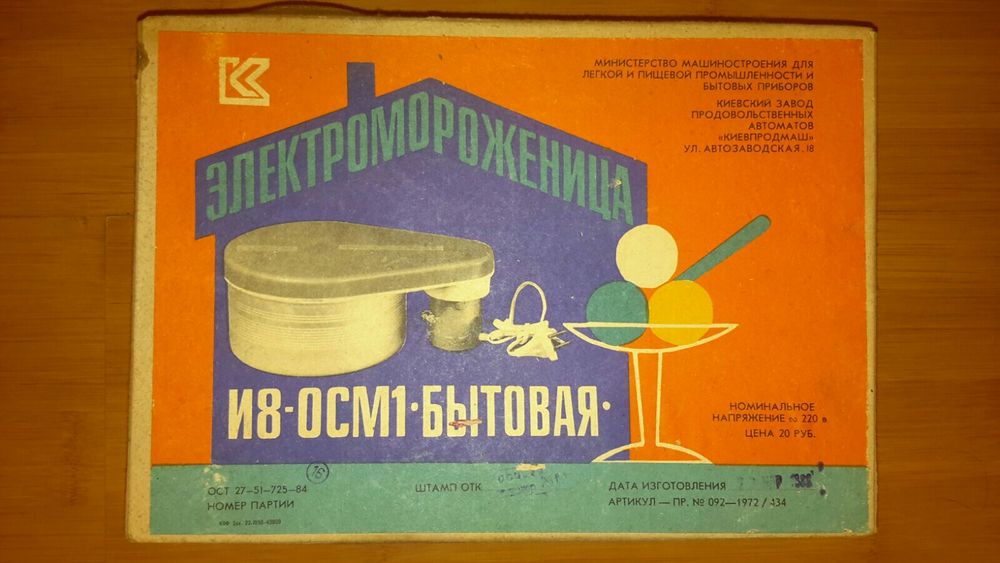 МИНИСТЕРСТВО МАШИНОСТРОЕНИЯ ДЛЯ
ЛЕГКОЙ И ПИЩЕВОЙ ПРОМЫШЛЕННОСТИ И
БЫТОВЫХ ПРИБОРОВ
КИЕВСКИЙ ЗАВОД
ПРОДОВОЛЬСТВЕННЫХ
АВТОМАТОВ
«КИЕВПРОДМАШ»
УЛ. АВТОЗАВОДСКАЯ, 18
ЭЛЕКТРОМОРОЖЕНИЦА
И8-ОСМ1·БЫТОВАЯ·
НОМИНАЛЬНОЕ
НАПРЯЖЕНИЕ ∾ 220 в
ЦЕНА 20 РУБ.
ОСТ 27-51-725-84
16
НОМЕР ПАРТИИ
ШТАМП ОТК
ДАТА ИЗГОТОВЛЕНИЯ
АРТИКУЛ — ПР. № 092-1972 / 434